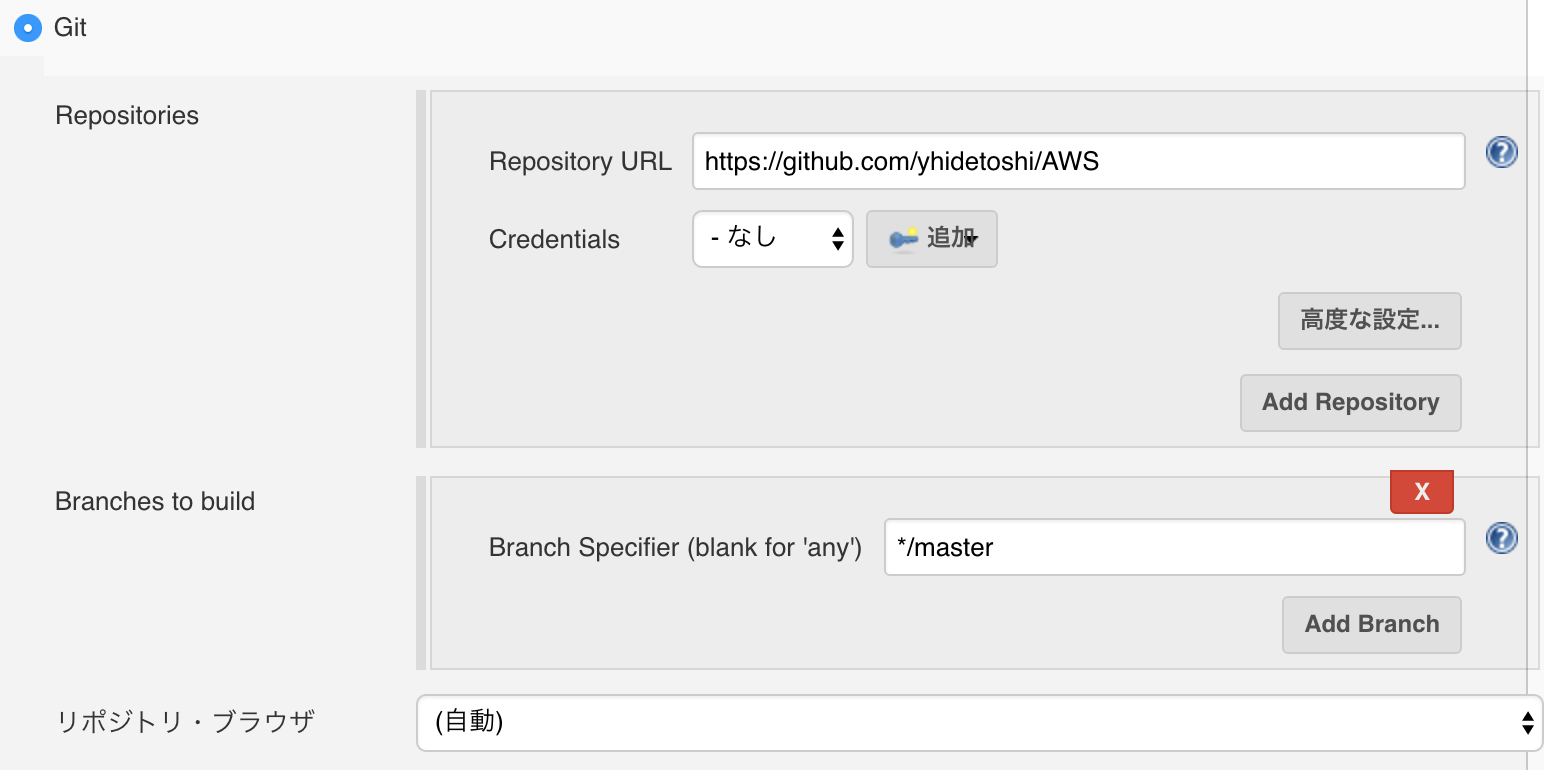 Git
Repositories
Repository URL https://github.com/yhidetoshi/AWS
Credentials - なし 追加
高度な設定...
Add Repository
Branches to build
X
Branch Specifier (blank for 'any') */master
Add Branch
リポジトリ・ブラウザ (自動)